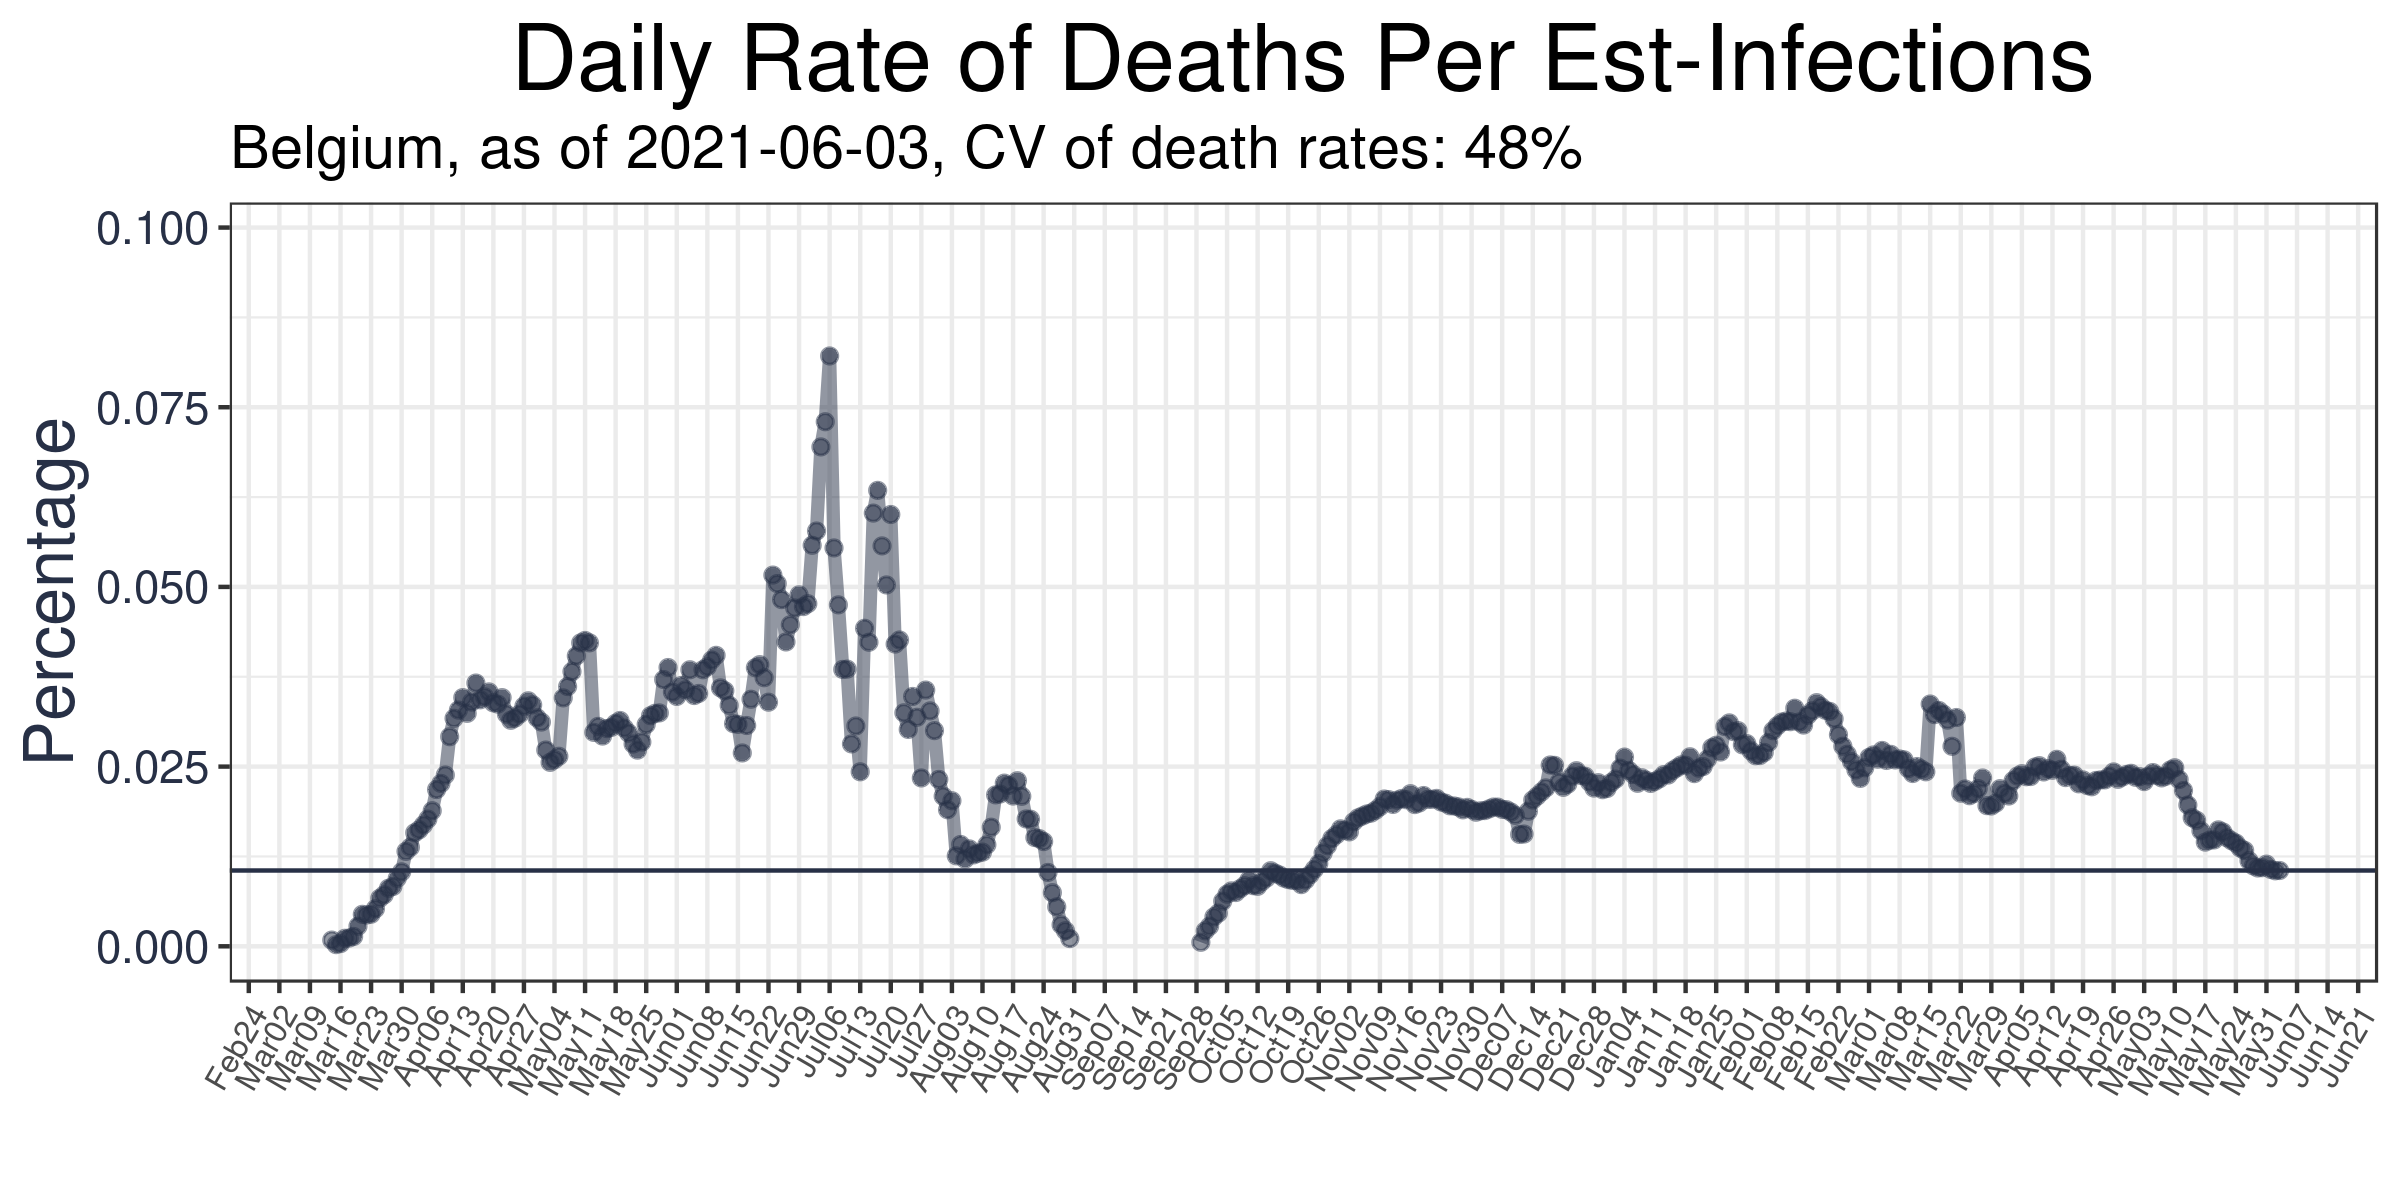 Daily Rate of Deaths Per Est-Infections
Belgium, as of 2021-06-03, CV of death rates: 48%
Percentage
0.100
0.075
0.050
0.025
0.000
Feb24
Mar02
Mar09
Mar16
Mar23
Mar30
Apr06
Apr13
Apr20
Apr27
May04
May11
May18
May25
Jun01
Jun08
Jun15
Jun22
Jun29
Jul06
Jul13
Jul20
Jul27
Aug03
Aug10
Aug17
Aug24
Aug31
Sep07
Sep14
Sep21
Sep28
Oct05
Oct12
Oct19
Oct26
Nov02
Nov09
Nov16
Nov23
Nov30
Dec07
Dec14
Dec21
Dec28
Jan04
Jan11
Jan18
Jan25
Feb01
Feb08
Feb15
Feb22
Mar01
Mar08
Mar15
Mar22
Mar29
Apr05
Apr12
Apr19
Apr26
May03
May10
May17
May24
May31
Jun07
Jun14
Jun21